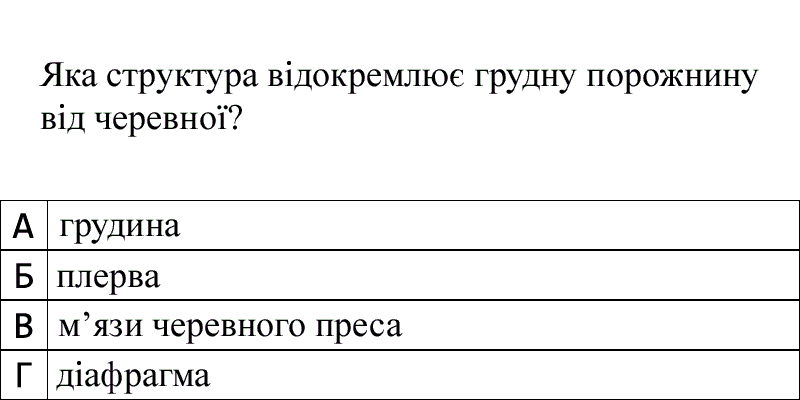 Яка структура відокремлює грудну порожнину
від черевної?
А грудина
Б плерва
В м’язи черевного преса
Г діафрагма